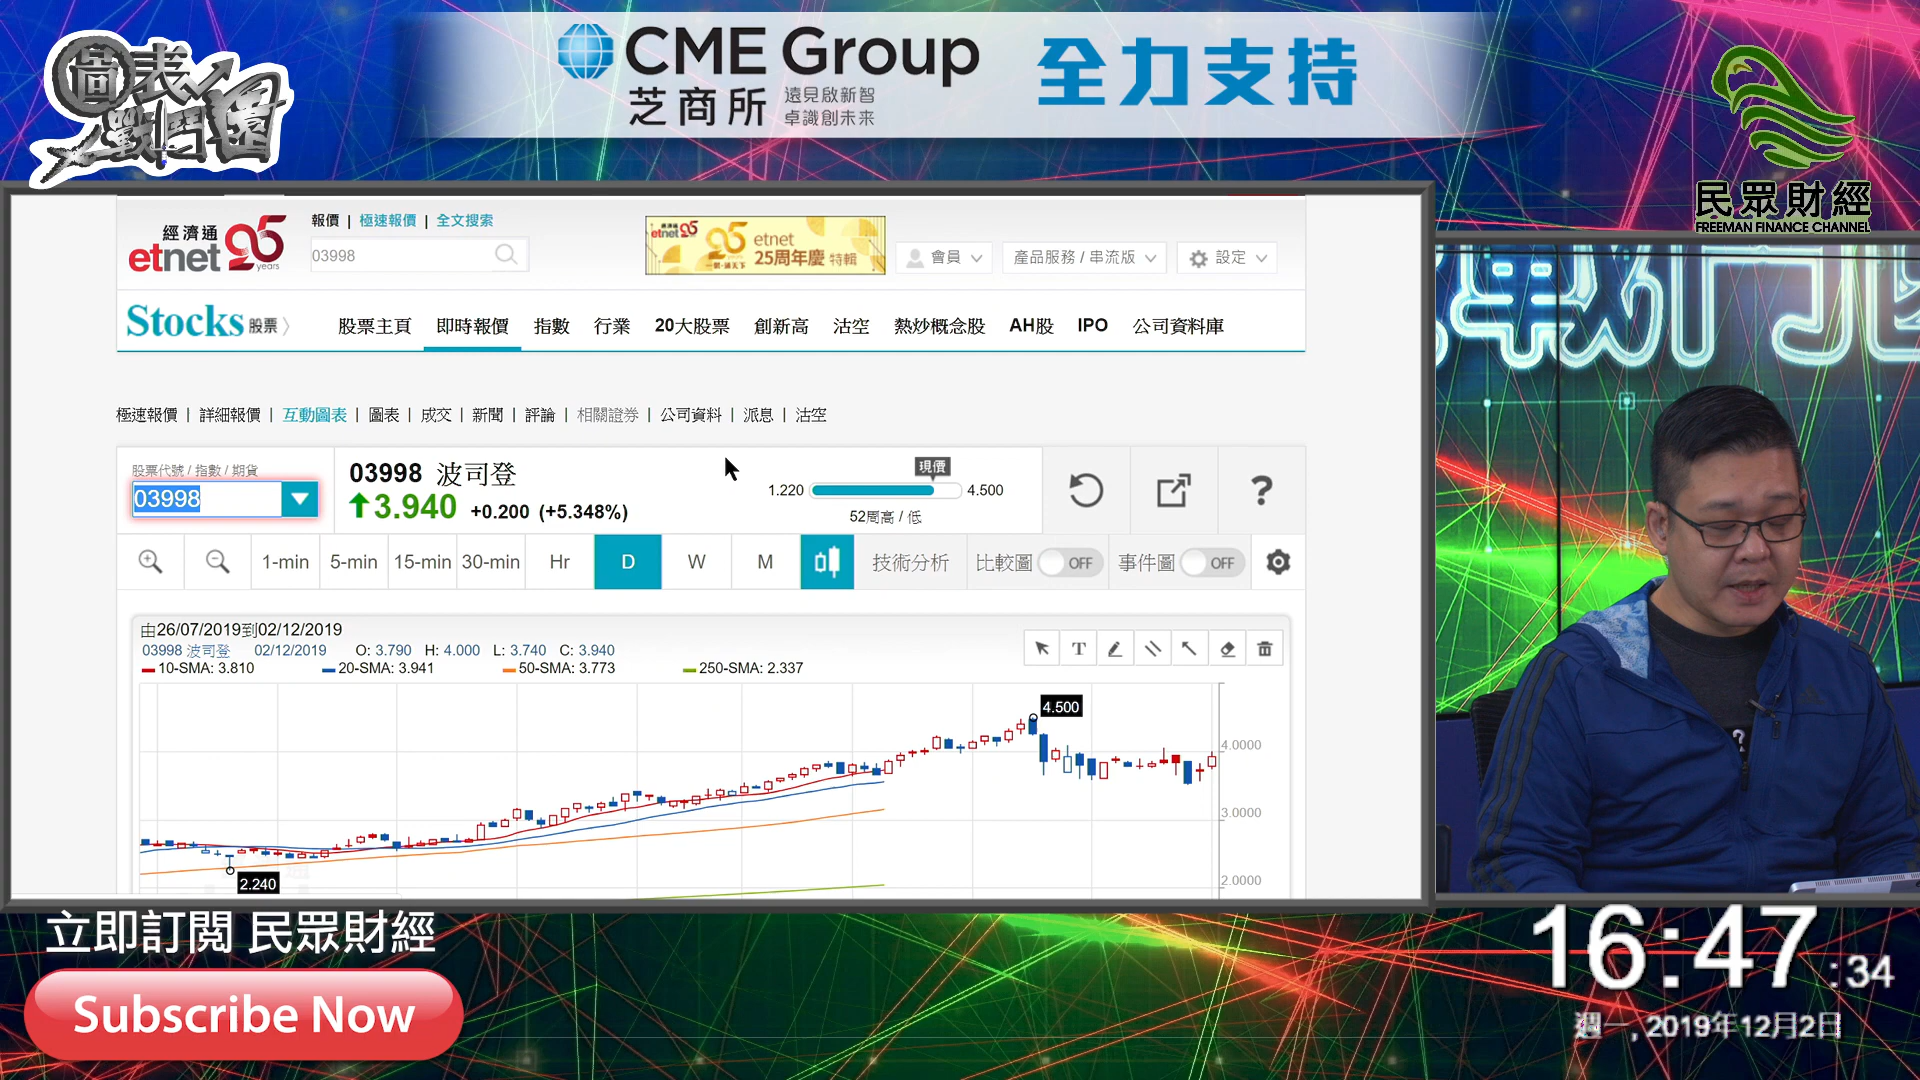 圖表
戰鬥團
CME Group
芝商所
遠見啟新智
卓識創未來
全力支持
民眾財經
FREEMAN FINANCE CHANNEL
經濟通
etnet
25
years
報價 | 極速報價 | 全文搜索
03998
經濟通
etnet25
25
etnet
25周年慶 特輯
會員
產品服務 / 串流版
設定
Stocks 股票
股票主頁 即時報價 指數 行業 20大股票 創新高 沽空 熱炒概念股 AH股 IPO 公司資料庫
極速報價 | 詳細報價 | 互動圖表 | 圖表 | 成交 | 新聞 | 評論 | 相關證券 | 公司資料 | 派息 | 沽空
股票代號 / 指數 / 期貨
03998
03998 波司登
3.940 +0.200 (+5.348%)
現價
1.220 4.500
52周高 / 低
?
1-min 5-min 15-min 30-min Hr D W M 技術分析 比較圖 OFF 事件圖 OFF
由26/07/2019到02/12/2019
03998 波司登 02/12/2019 O: 3.790 H: 4.000 L: 3.740 C: 3.940
10-SMA: 3.810 20-SMA: 3.941 50-SMA: 3.773 250-SMA: 2.337
T
4.500
4.0000
3.0000
2.0000
2.240
立即訂閱 民眾財經
Subscribe Now
16:47:34
週一, 2019年12月2日